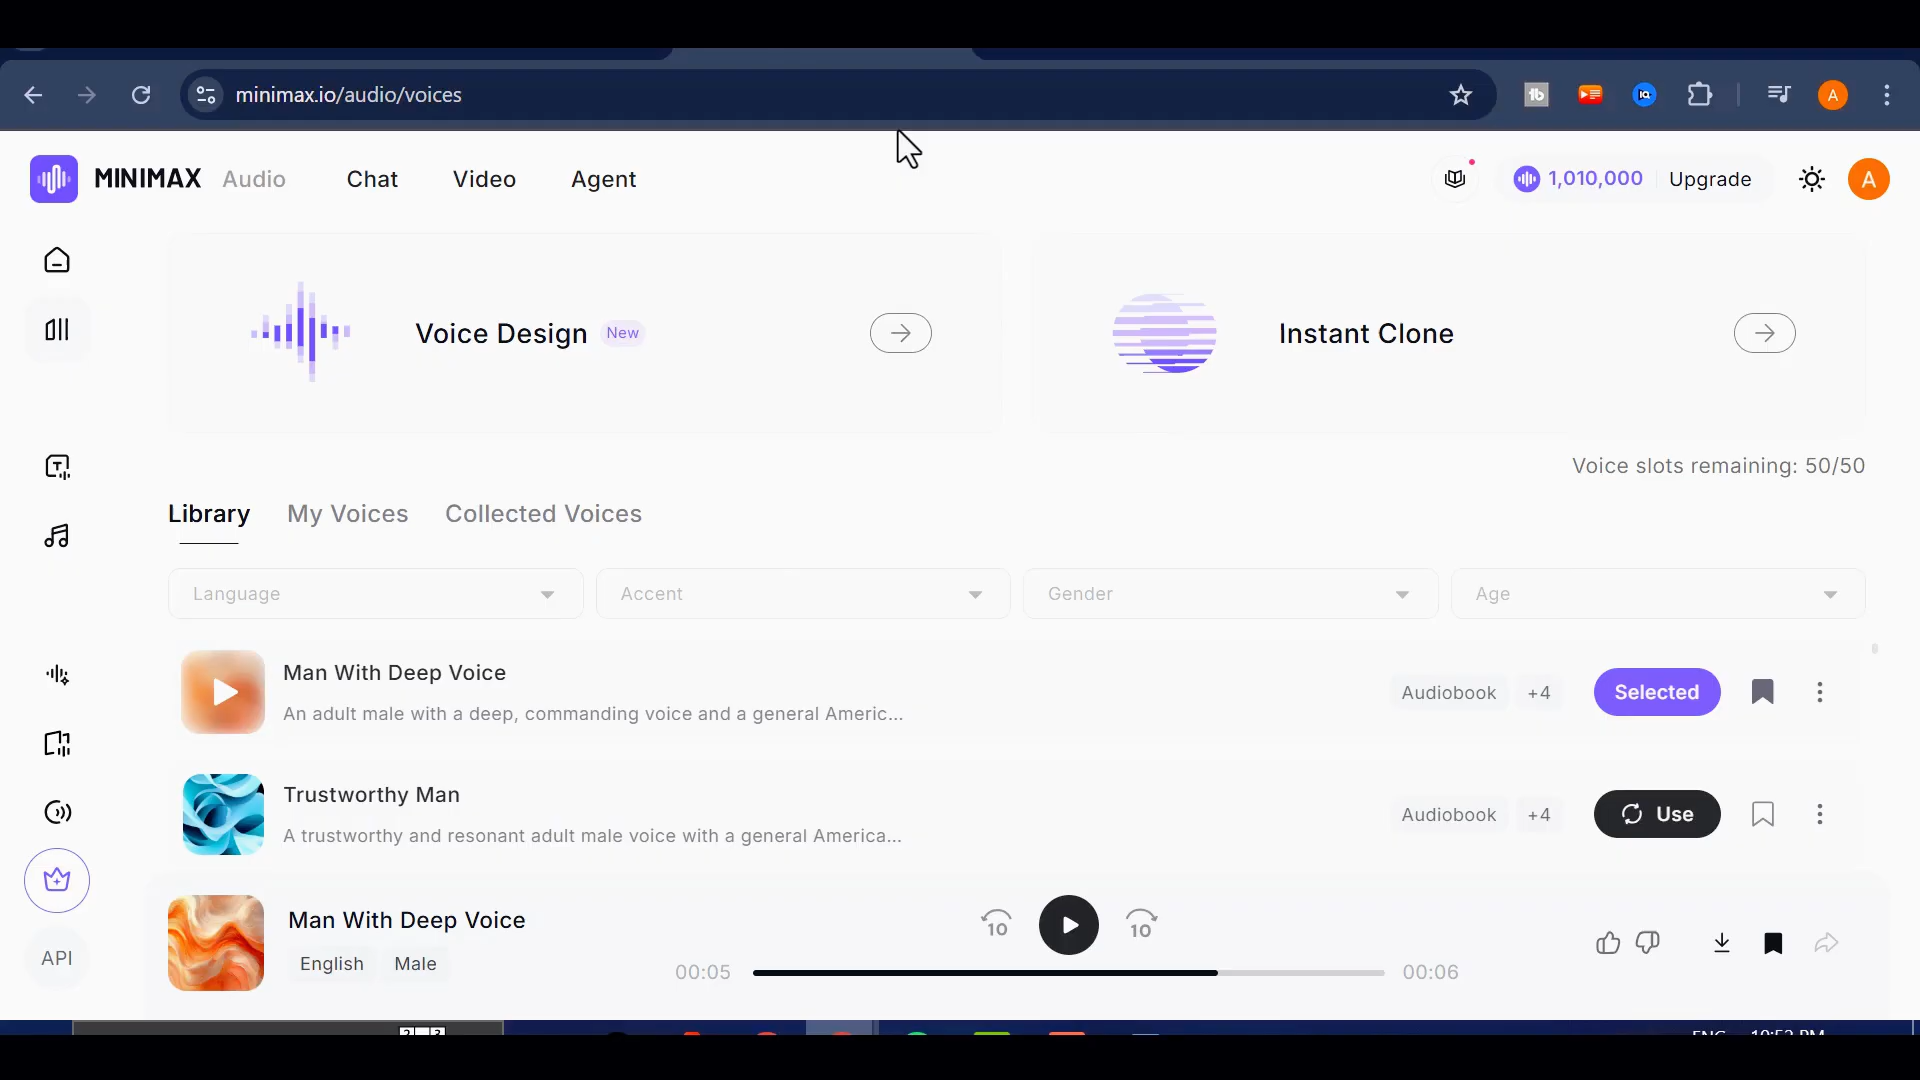 minimax.io/audio/voices
A
MINIMAX Audio Chat Video Agent
1,010,000 Upgrade
A
Voice Design New
Instant Clone
Voice slots remaining: 50/50
Library My Voices Collected Voices
Language Accent Gender Age
Man With Deep Voice
An adult male with a deep, commanding voice and a general Americ...
Audiobook +4 Selected
Trustworthy Man
A trustworthy and resonant adult male voice with a general America...
Audiobook +4 Use
Man With Deep Voice
English Male
10 10
00:05 00:06
API